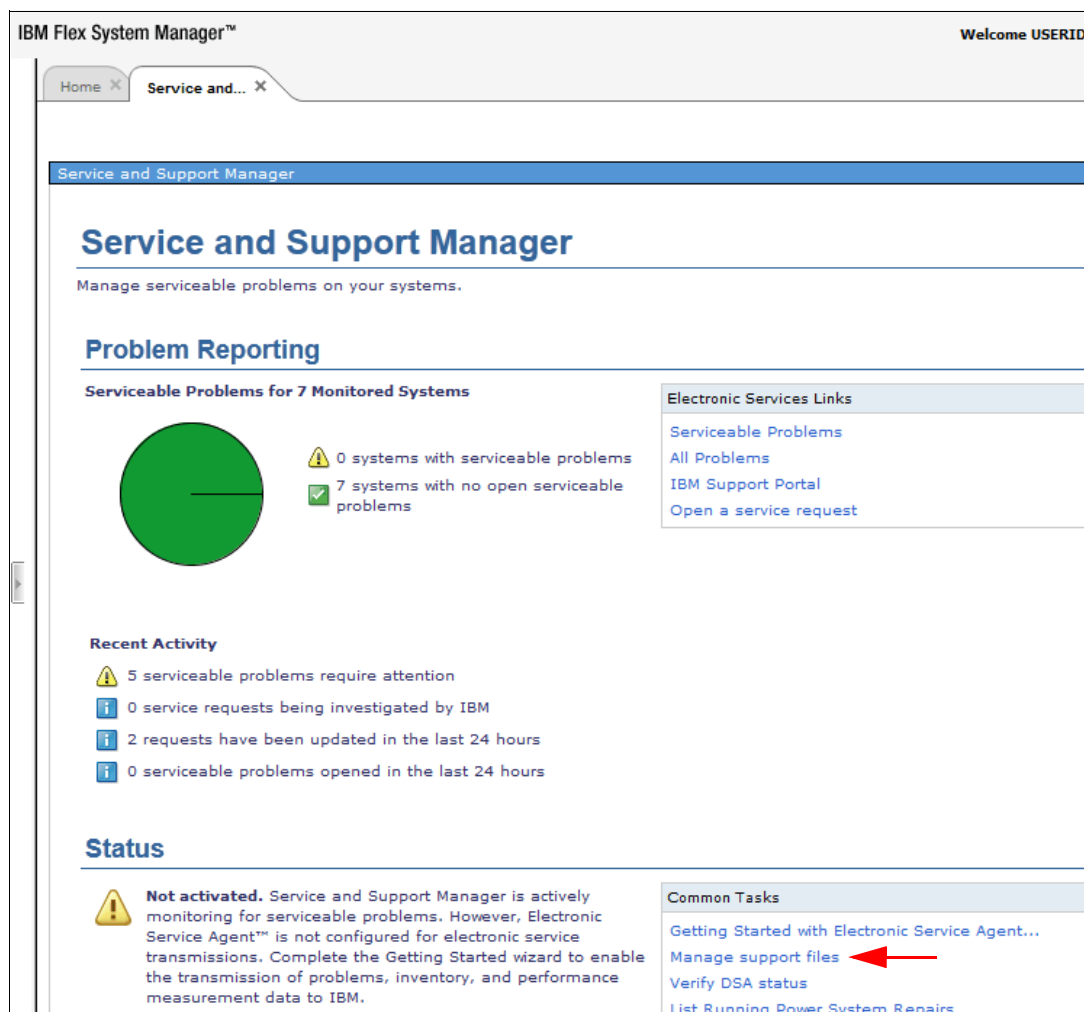 IBM Flex System Manager™
Welcome USERID
Home
Service and...
Service and Support Manager
Service and Support Manager
Manage serviceable problems on your systems.
Problem Reporting
Serviceable Problems for 7 Monitored Systems
0 systems with serviceable problems
7 systems with no open serviceable
problems
Electronic Services Links
Serviceable Problems
All Problems
IBM Support Portal
Open a service request
Recent Activity
5 serviceable problems require attention
0 service requests being investigated by IBM
2 requests have been updated in the last 24 hours
0 serviceable problems opened in the last 24 hours
Status
Not activated. Service and Support Manager is actively
monitoring for serviceable problems. However, Electronic
Service Agent™ is not configured for electronic service
transmissions. Complete the Getting Started wizard to enable
the transmission of problems, inventory, and performance
measurement data to IBM.
Common Tasks
Getting Started with Electronic Service Agent...
Manage support files
Verify DSA status
List Running Power System Repairs